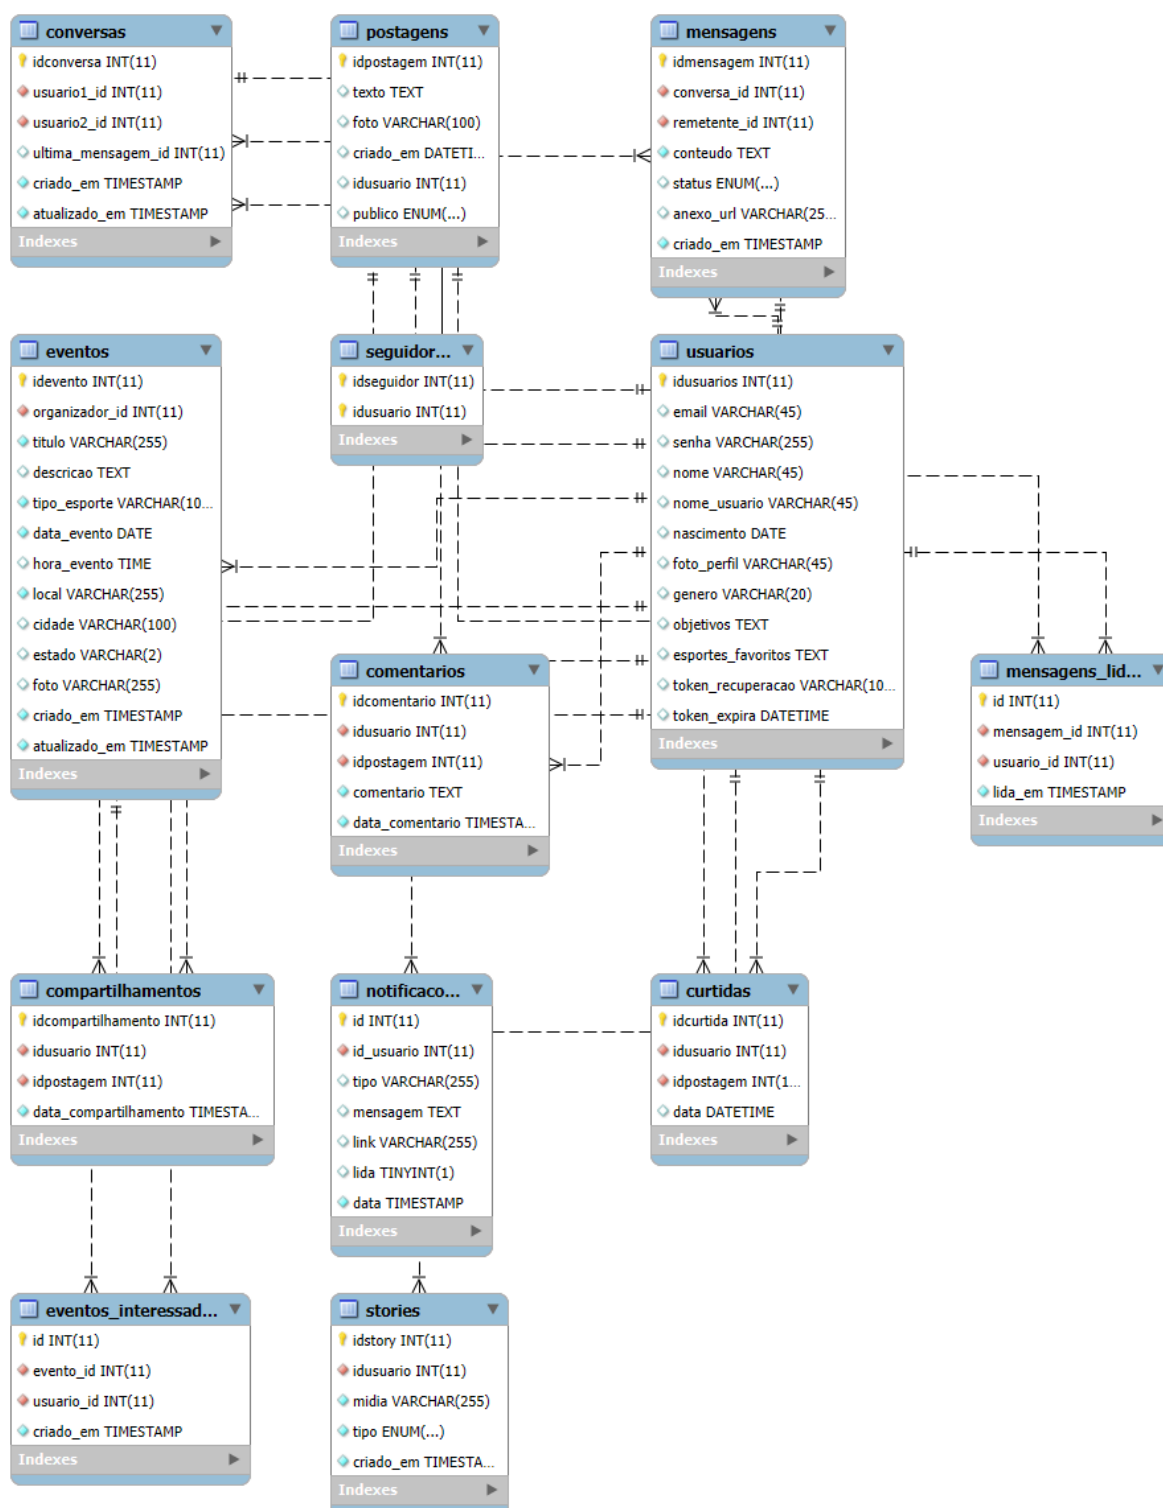 conversas
idconversa INT(11)
usuario1_id INT(11)
usuario2_id INT(11)
ultima_mensagem_id INT(11)
criado_em TIMESTAMP
atualizado_em TIMESTAMP
Indexes
postagens
idpostagem INT(11)
texto TEXT
foto VARCHAR(100)
criado_em DATETI...
idusuario INT(11)
publico ENUM(...)
Indexes
mensagens
idmensagem INT(11)
conversa_id INT(11)
remetente_id INT(11)
conteudo TEXT
status ENUM(...)
anexo_url VARCHAR(25...
criado_em TIMESTAMP
Indexes
eventos
idevento INT(11)
organizador_id INT(11)
titulo VARCHAR(255)
descricao TEXT
tipo_esporte VARCHAR(10...
data_evento DATE
hora_evento TIME
local VARCHAR(255)
cidade VARCHAR(100)
estado VARCHAR(2)
foto VARCHAR(255)
criado_em TIMESTAMP
atualizado_em TIMESTAMP
Indexes
seguidor...
idseguidor INT(11)
idusuario INT(11)
Indexes
usuarios
idusuarios INT(11)
email VARCHAR(45)
senha VARCHAR(255)
nome VARCHAR(45)
nome_usuario VARCHAR(45)
nascimento DATE
foto_perfil VARCHAR(45)
genero VARCHAR(20)
objetivos TEXT
esportes_favoritos TEXT
token_recuperacao VARCHAR(10...
token_expira DATETIME
Indexes
comentarios
idcomentario INT(11)
idusuario INT(11)
idpostagem INT(11)
comentario TEXT
data_comentario TIMESTA...
Indexes
mensagens_lid...
id INT(11)
mensagem_id INT(11)
usuario_id INT(11)
lida_em TIMESTAMP
Indexes
compartilhamentos
idcompartilhamento INT(11)
idusuario INT(11)
idpostagem INT(11)
data_compartilhamento TIMESTA...
Indexes
notificaco...
id INT(11)
id_usuario INT(11)
tipo VARCHAR(255)
mensagem TEXT
link VARCHAR(255)
lida TINYINT(1)
data TIMESTAMP
Indexes
curtidas
idcurtida INT(11)
idusuario INT(11)
idpostagem INT(1...
data DATETIME
Indexes
eventos_interessad...
id INT(11)
evento_id INT(11)
usuario_id INT(11)
criado_em TIMESTAMP
Indexes
stories
idstory INT(11)
idusuario INT(11)
midia VARCHAR(255)
tipo ENUM(...)
criado_em TIMESTA...
Indexes